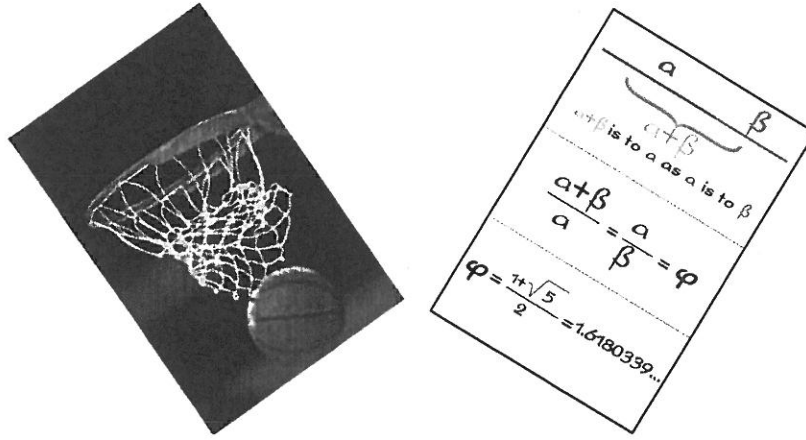 α
β
α+β
α+β is to α as α is to β
α+β / α = α / β = φ
φ = 1+√5 / 2 = 1.6180339...